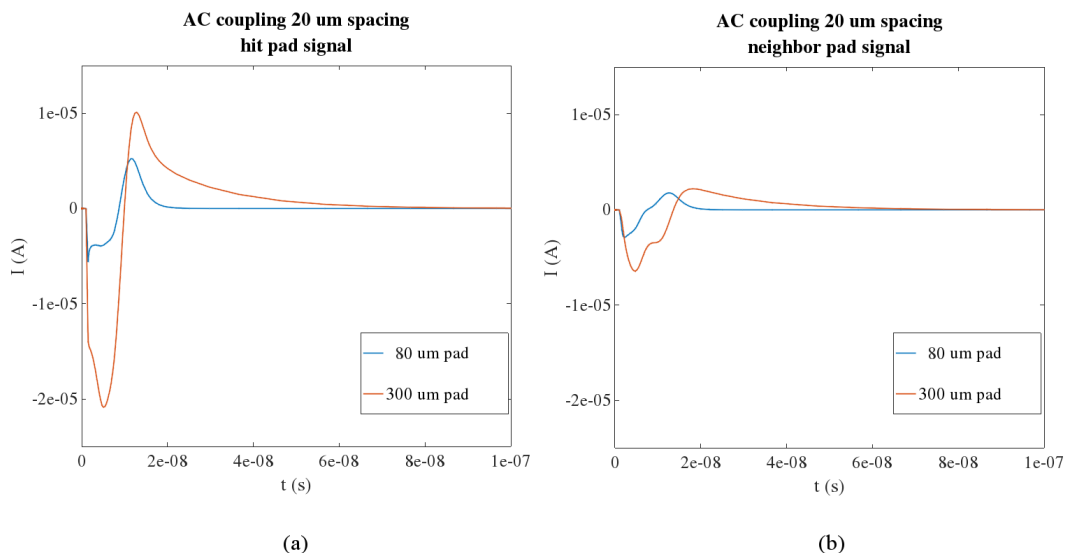 AC coupling 20 um spacing
hit pad signal
1e-05
0
-1e-05
-2e-05
I (A)
80 um pad
300 um pad
0
2e-08
4e-08
6e-08
8e-08
1e-07
t (s)
(a)
AC coupling 20 um spacing
neighbor pad signal
1e-05
0
-1e-05
-2e-05
I (A)
80 um pad
300 um pad
0
2e-08
4e-08
6e-08
8e-08
1e-07
t (s)
(b)